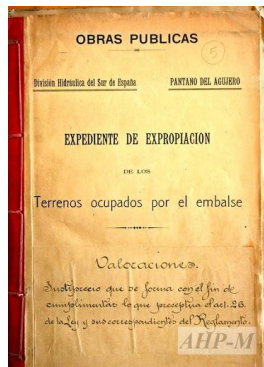 OBRAS PUBLICAS
5
División Hidráulica del Sur de España
PANTANO DEL AGUJERO
EXPEDIENTE DE EXPROPIACION
DE LOS
Terrenos ocupados por el embalse
Valoraciones.
Justiprecio que se forma con el fin de
cumplimentar lo que preceptúa el art. 26
de la Ley y sus correspondientes del Reglamento.
AHP-M